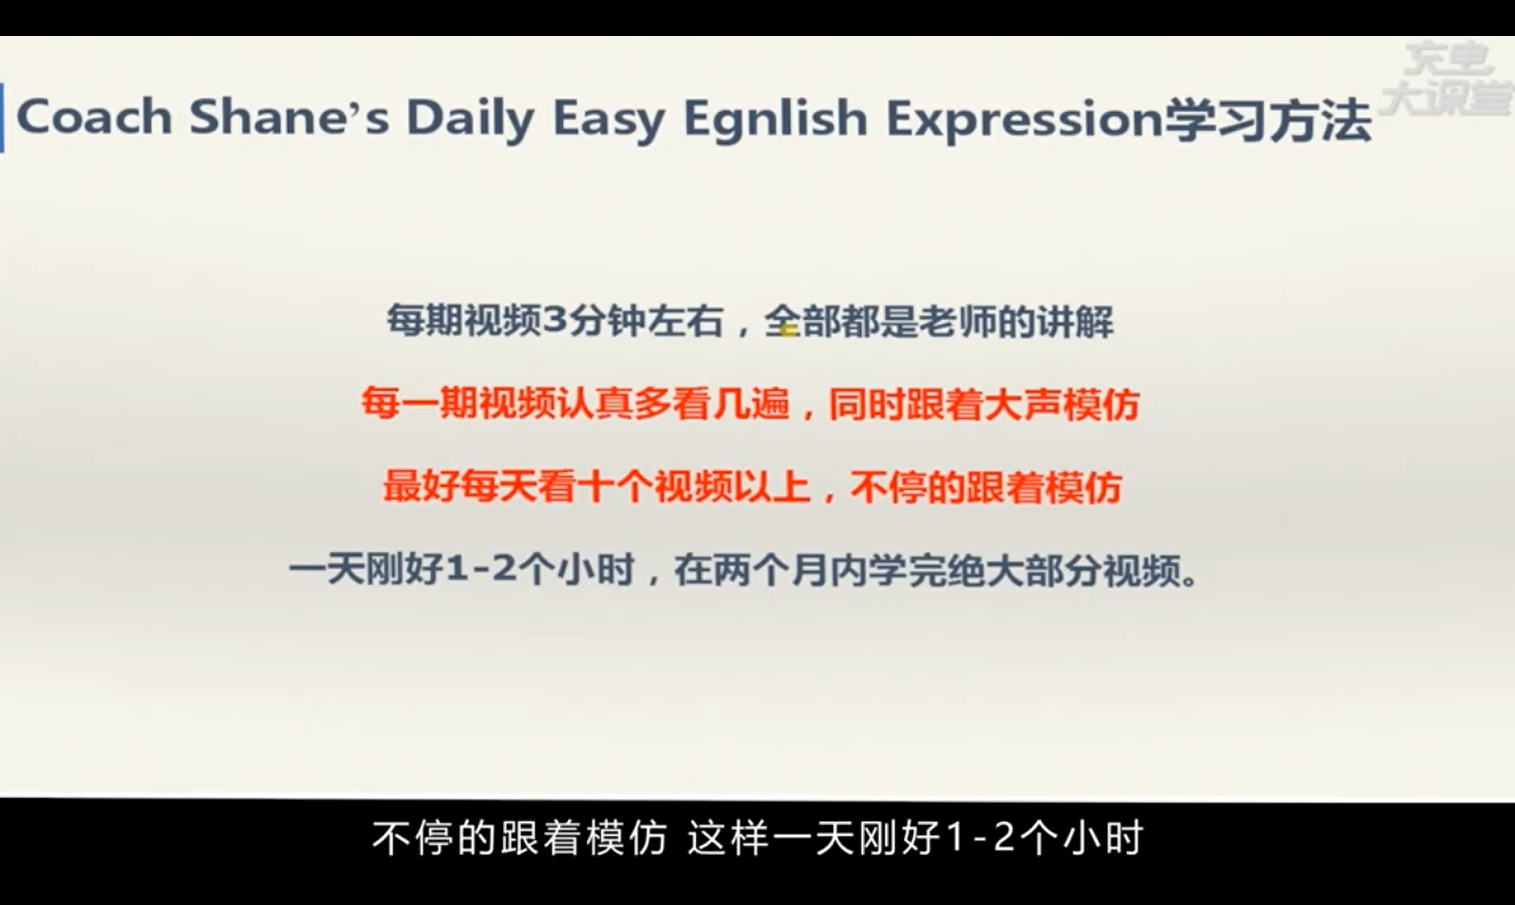 充电
大课堂
Coach Shane’s Daily Easy Egnlish Expression学习方法
每期视频3分钟左右，全部都是老师的讲解
每一期视频认真多看几遍，同时跟着大声模仿
最好每天看十个视频以上，不停的跟着模仿
一天刚好1-2个小时，在两个月内学完绝大部分视频。
不停的跟着模仿 这样一天刚好1-2个小时